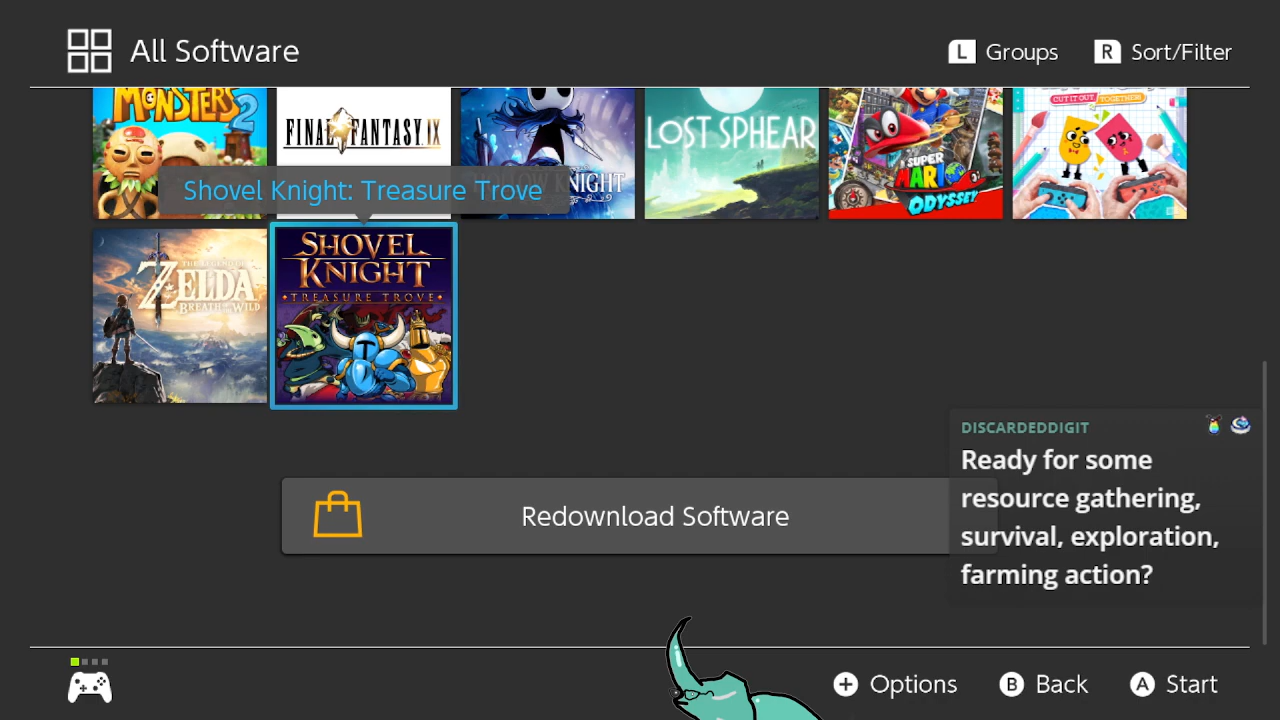 All Software
L Groups R Sort/Filter
MONSTERS 2
FINAL FANTASY IX
HOLLOW KNIGHT
LOST SPHEAR
SUPER
MARIO
ODYSSEY
CUT IT OUT, TOGETHER!
Shovel Knight: Treasure Trove
THE LEGEND OF
ZELDA
BREATH OF THE WILD
SHOVEL
KNIGHT
TREASURE TROVE
Redownload Software
DISCARDEDDIGIT
Ready for some
resource gathering,
survival, exploration,
farming action?
+ Options B Back A Start